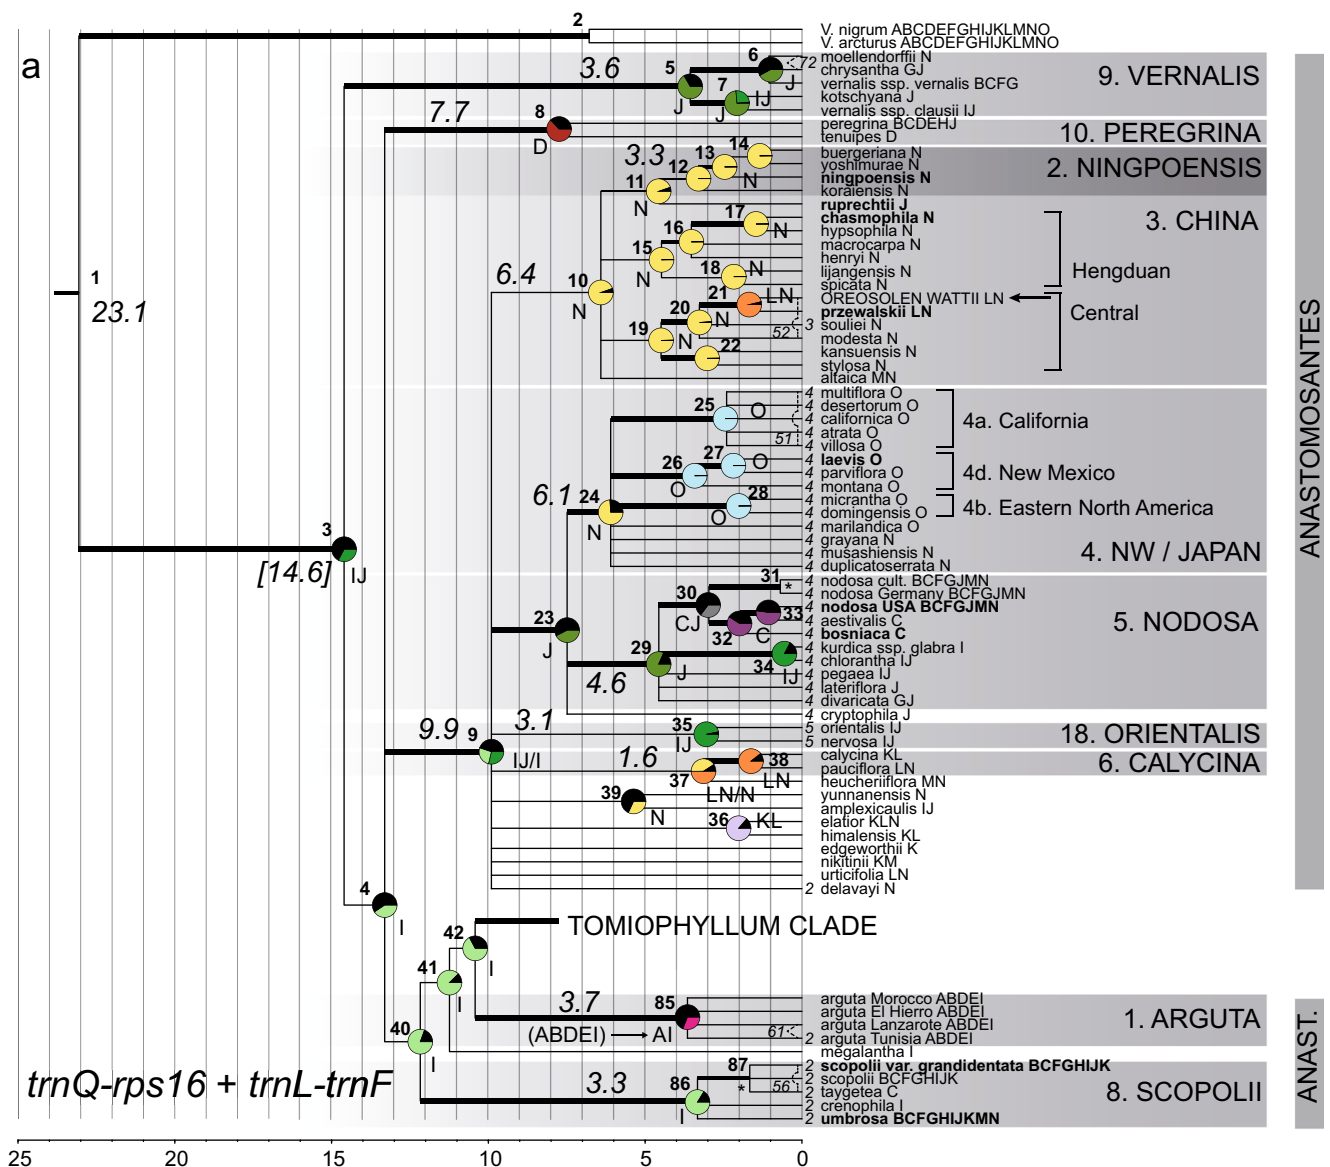 a
2
V. nigrum ABCDEFGHIJKLMNO
V. arcturus ABCDEFGHIJKLMNO
moellendorffii N
chrysantha GJ
vernalis ssp. vernalis BCFG
kotschyana J
vernalis ssp. clausii IJ
3.6
5
J
6
J
72
7
J
IJ
9. VERNALIS
peregrina BCDEHJ
tenuipes D
7.7
8
D
10. PEREGRINA
buergeriana N
yoshimurae N
ningpoensis N
koraiensis N
3.3
11
N
12
13
14
N
2. NINGPOENSIS
ruprechtii J
chasmophila N
hypsophila N
macrocarpa N
henryi N
lijangensis N
spicata N
OREOSOLEN WATTII LN
przewalskii LN
souliei N
modesta N
kansuensis N
stylosa N
altaica MN
6.4
10
N
15
N
16
17
N
18
N
19
20
N
21
LN
N
22
3
52
3. CHINA
Hengduan
Central
1
23.1
4 multiflora O
4 desertorum O
4 californica O
4 atrata O
4 villosa O
4 laevis O
4 parviflora O
4 montana O
4 micrantha O
4 domingensis O
4 marilandica O
4 grayana N
4 musashiensis N
4 duplicatoserrata N
6.1
24
N
25
O
51
26
O
27
O
28
O
4a. California
4d. New Mexico
4b. Eastern North America
4. NW / JAPAN
3
[14.6]
IJ
4 nodosa cult. BCFGJMN
4 nodosa Germany BCFGJMN
4 nodosa USA BCFGJMN
4 aestivalis C
4 bosniaca C
4 kurdica ssp. glabra I
4 chlorantha IJ
4 pegaea IJ
4 lateriflora J
4 divaricata GJ
4 cryptophila J
23
J
29
J
4.6
30
CJ
31
*
32
C
33
34
IJ
5. NODOSA
5 orientalis IJ
5 nervosa IJ
3.1
35
IJ
18. ORIENTALIS
9.9
9
IJ/I
calycina KL
pauciflora LN
heucheriiflora MN
1.6
37
LN/N
38
LN
6. CALYCINA
yunnanensis N
amplexicaulis IJ
39
N
elatior KLN
himalensis KL
36
KL
edgeworthii K
nikitinii KM
urticifolia LN
2 delavayi N
ANASTOMOSANTES
4
I
TOMIOPHYLLUM CLADE
42
I
41
I
40
I
arguta Morocco ABDEI
arguta El Hierro ABDEI
arguta Lanzarote ABDEI
2 arguta Tunisia ABDEI
3.7
85
(ABDEI)
AI
61
1. ARGUTA
megalantha I
2 scopolii var. grandidentata BCFGHIJK
2 scopolii BCFGHIJK
2 taygetea C
2 crenophila I
2 umbrosa BCFGHIJKMN
3.3
86
I
87
*
56
8. SCOPOLII
ANAST.
trnQ-rps16 + trnL-trnF
25
20
15
10
5
0